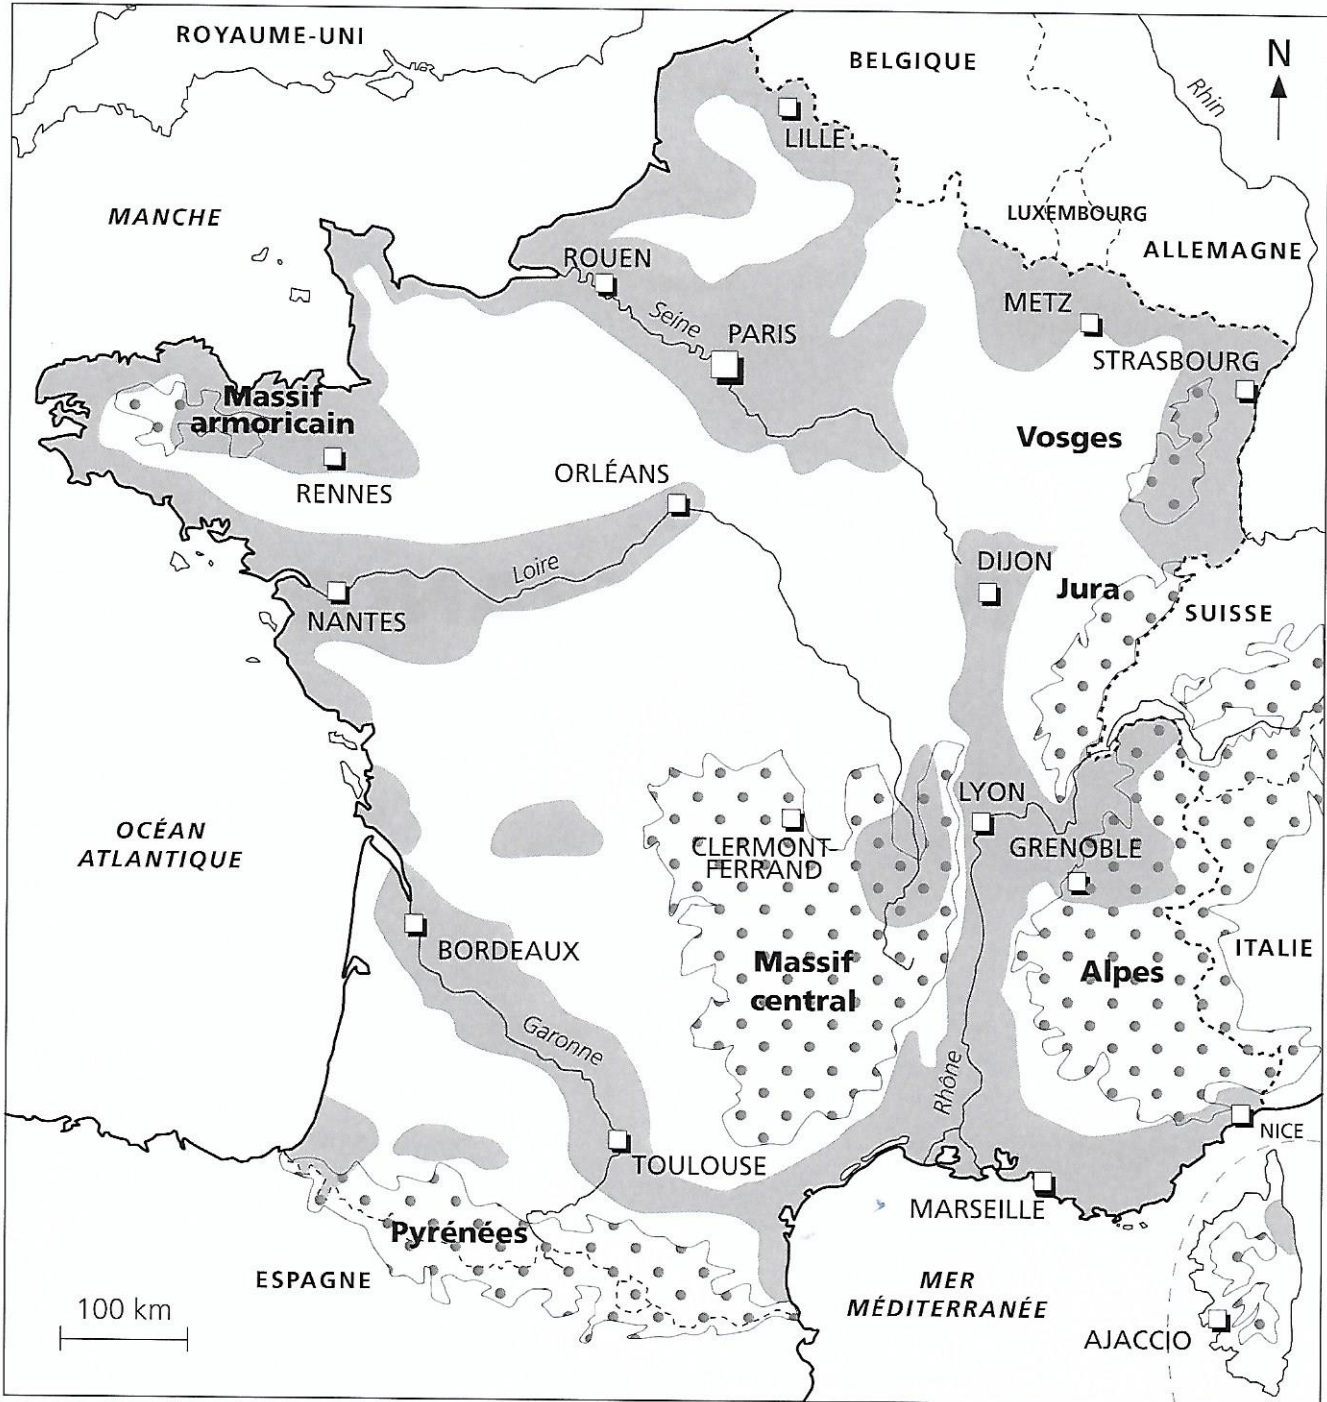 ROYAUME-UNI
BELGIQUE
N
Rhin
LILLE
MANCHE
LUXEMBOURG
ALLEMAGNE
ROUEN
METZ
Seine
PARIS
STRASBOURG
Massif
armoricain
Vosges
ORLÉANS
RENNES
Loire
DIJON
Jura
SUISSE
NANTES
LYON
OCÉAN
ATLANTIQUE
CLERMONT-
FERRAND
GRENOBLE
BORDEAUX
ITALIE
Massif
central
Alpes
Garonne
Rhône
NICE
TOULOUSE
MARSEILLE
Pyrénées
ESPAGNE
MER
MÉDITERRANÉE
100 km
AJACCIO